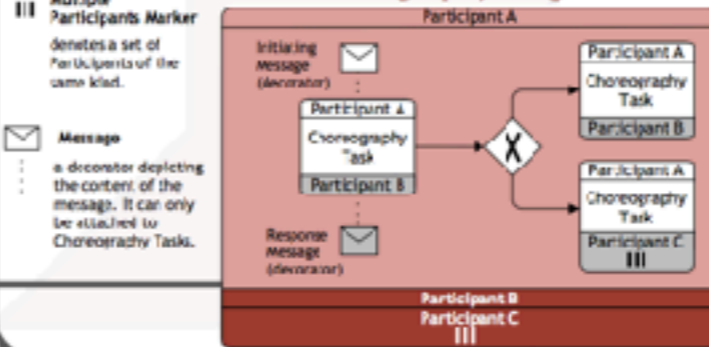 Multiple
Participants Marker
denotes a set of
Participants of the
same kind.
Message
a decorator depicting
the content of the
message. It can only
be attached to
Choreography Tasks.
Participant A
Initiating
Message
(decorator)
Participant A
Choreography
Task
Participant B
Response
Message
(decorator)
X
Participant A
Choreography
Task
Participant B
Participant A
Choreography
Task
Participant C
Participant B
Participant C